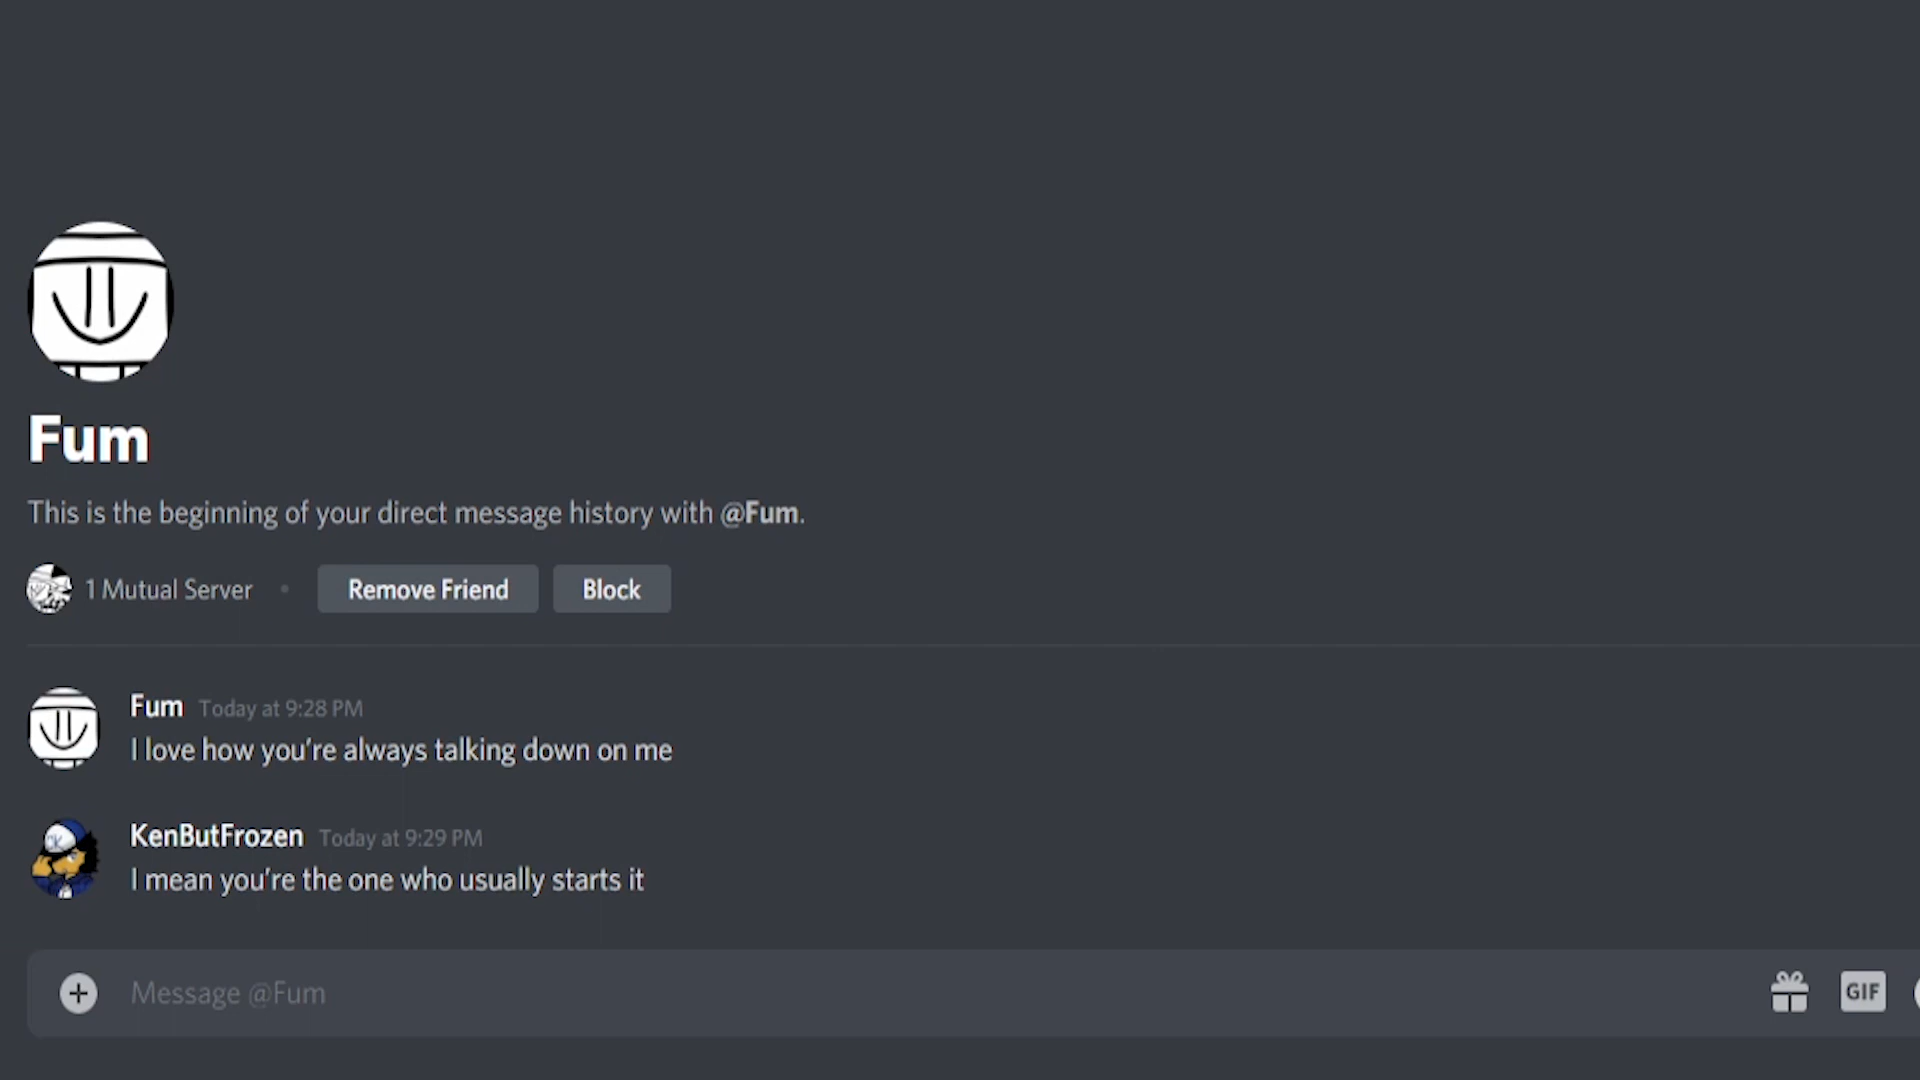 Fum
This is the beginning of your direct message history with @Fum.
1 Mutual Server • Remove Friend Block
Fum Today at 9:28 PM
I love how you're always talking down on me
KenButFrozen Today at 9:29 PM
I mean you're the one who usually starts it
Message @Fum GIF